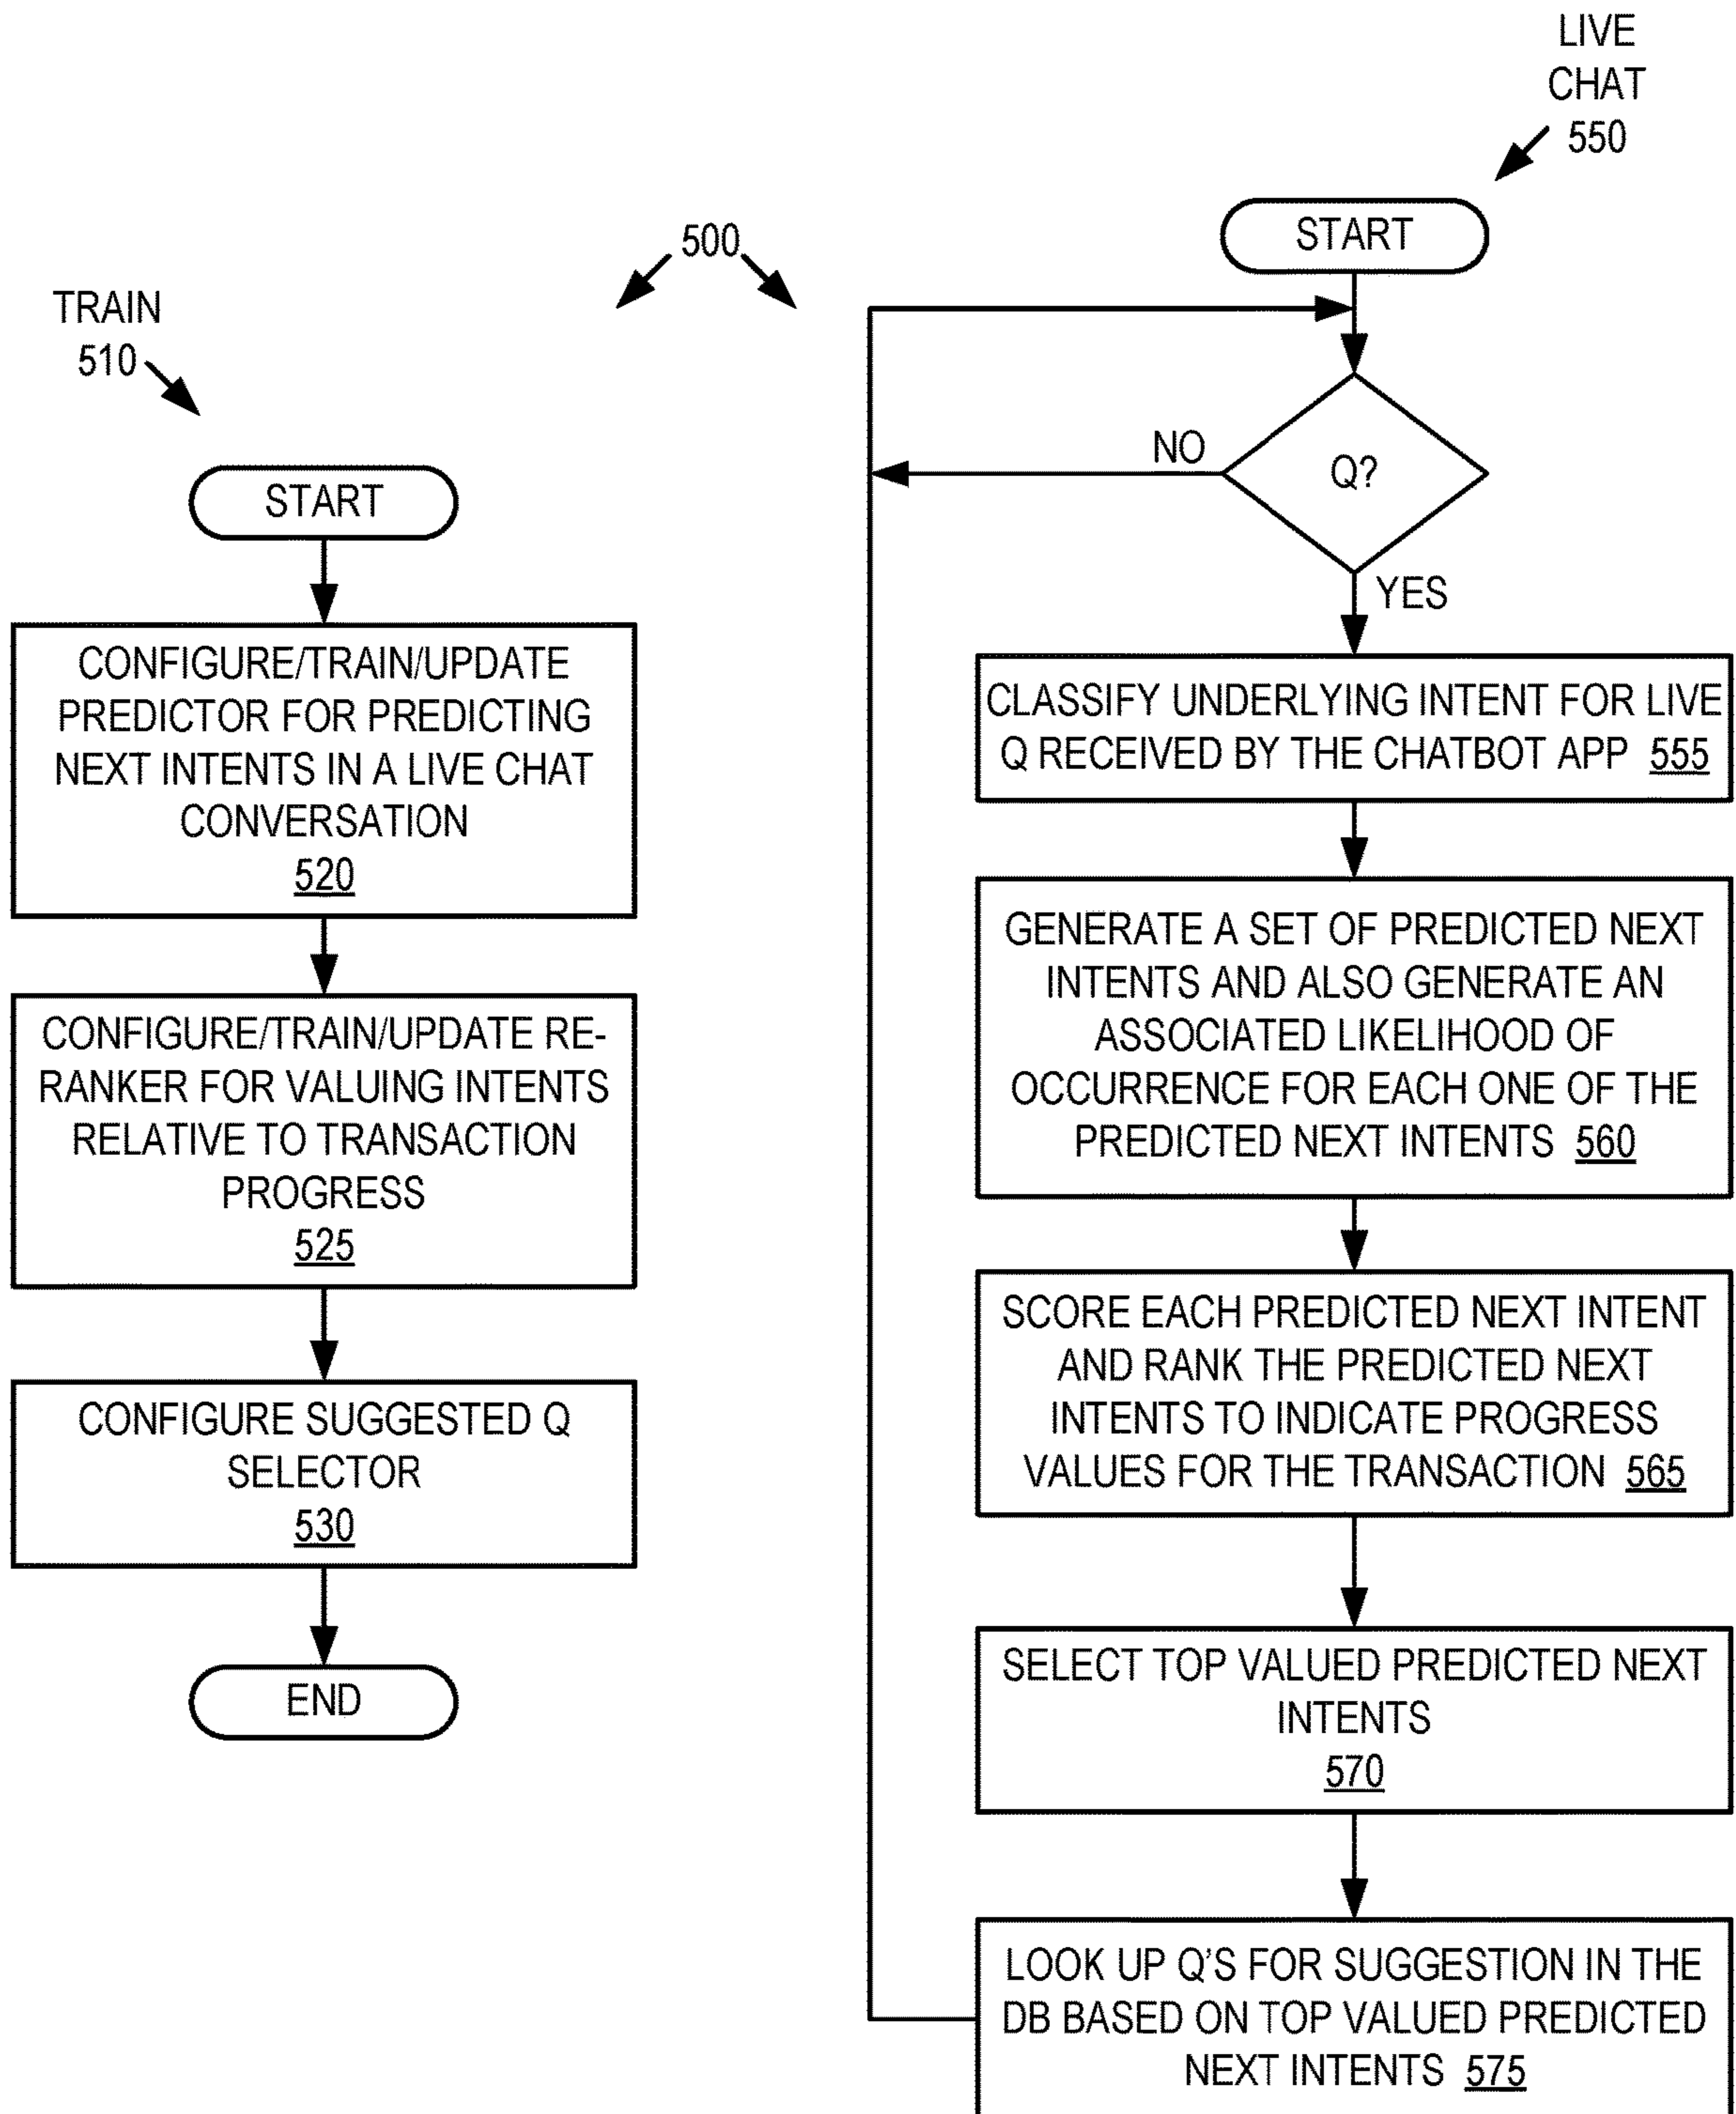 500
TRAIN
510
START
CONFIGURE/TRAIN/UPDATE
PREDICTOR FOR PREDICTING
NEXT INTENTS IN A LIVE CHAT
CONVERSATION
520
CONFIGURE/TRAIN/UPDATE RE-
RANKER FOR VALUING INTENTS
RELATIVE TO TRANSACTION
PROGRESS
525
CONFIGURE SUGGESTED Q
SELECTOR
530
END
LIVE
CHAT
550
START
Q?
NO
YES
CLASSIFY UNDERLYING INTENT FOR LIVE
Q RECEIVED BY THE CHATBOT APP 555
GENERATE A SET OF PREDICTED NEXT
INTENTS AND ALSO GENERATE AN
ASSOCIATED LIKELIHOOD OF
OCCURRENCE FOR EACH ONE OF THE
PREDICTED NEXT INTENTS 560
SCORE EACH PREDICTED NEXT INTENT
AND RANK THE PREDICTED NEXT
INTENTS TO INDICATE PROGRESS
VALUES FOR THE TRANSACTION 565
SELECT TOP VALUED PREDICTED NEXT
INTENTS
570
LOOK UP Q'S FOR SUGGESTION IN THE
DB BASED ON TOP VALUED PREDICTED
NEXT INTENTS 575